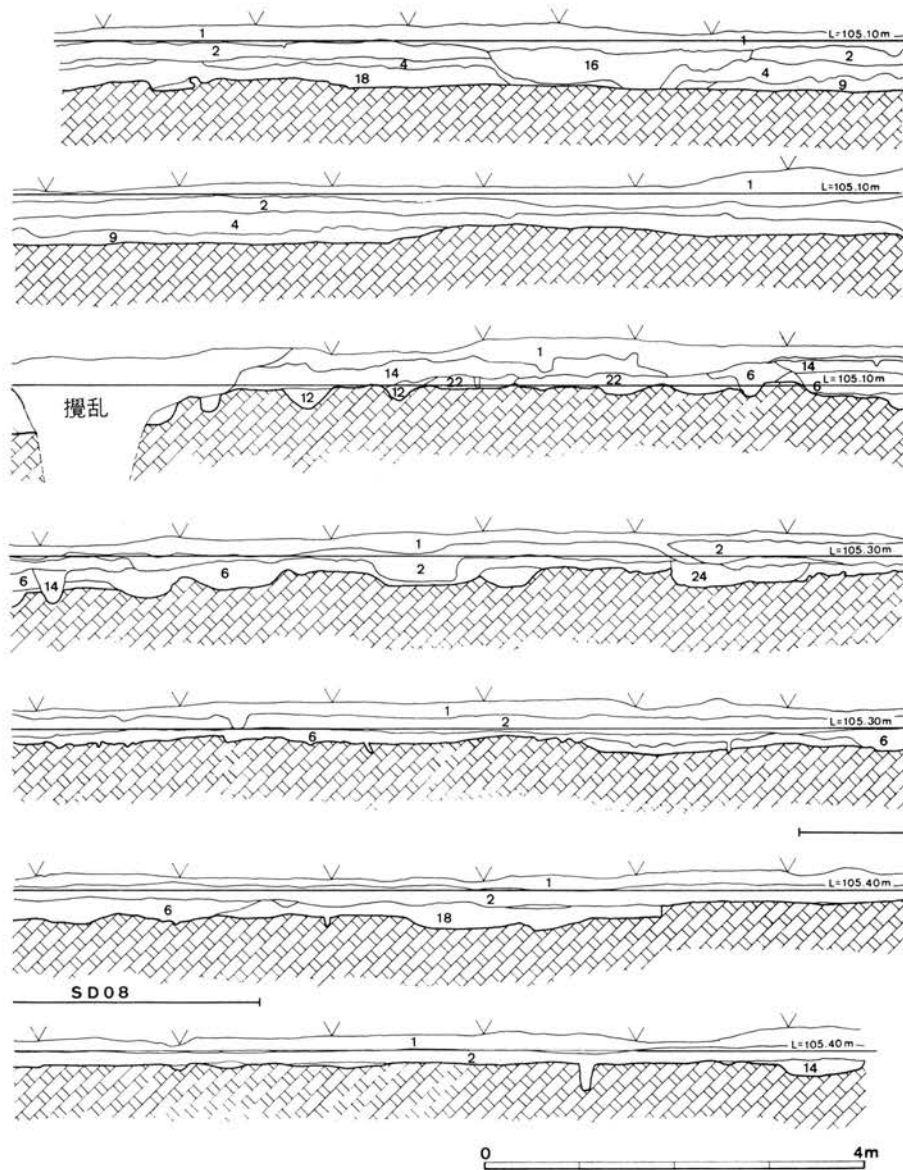 1 1 L=105.10m
2 4 16 2
18 4 9
1 L=105.10m
2
4
9
1
14 6 14
22 22 L=105.10m
12 12 6
攪乱
1 2
L=105.30m
6 14 6 2 24
1
2 L=105.30m
6 6
1 L=105.40m
2
6 18
SD08
1 L=105.40m
2 14
0 4m